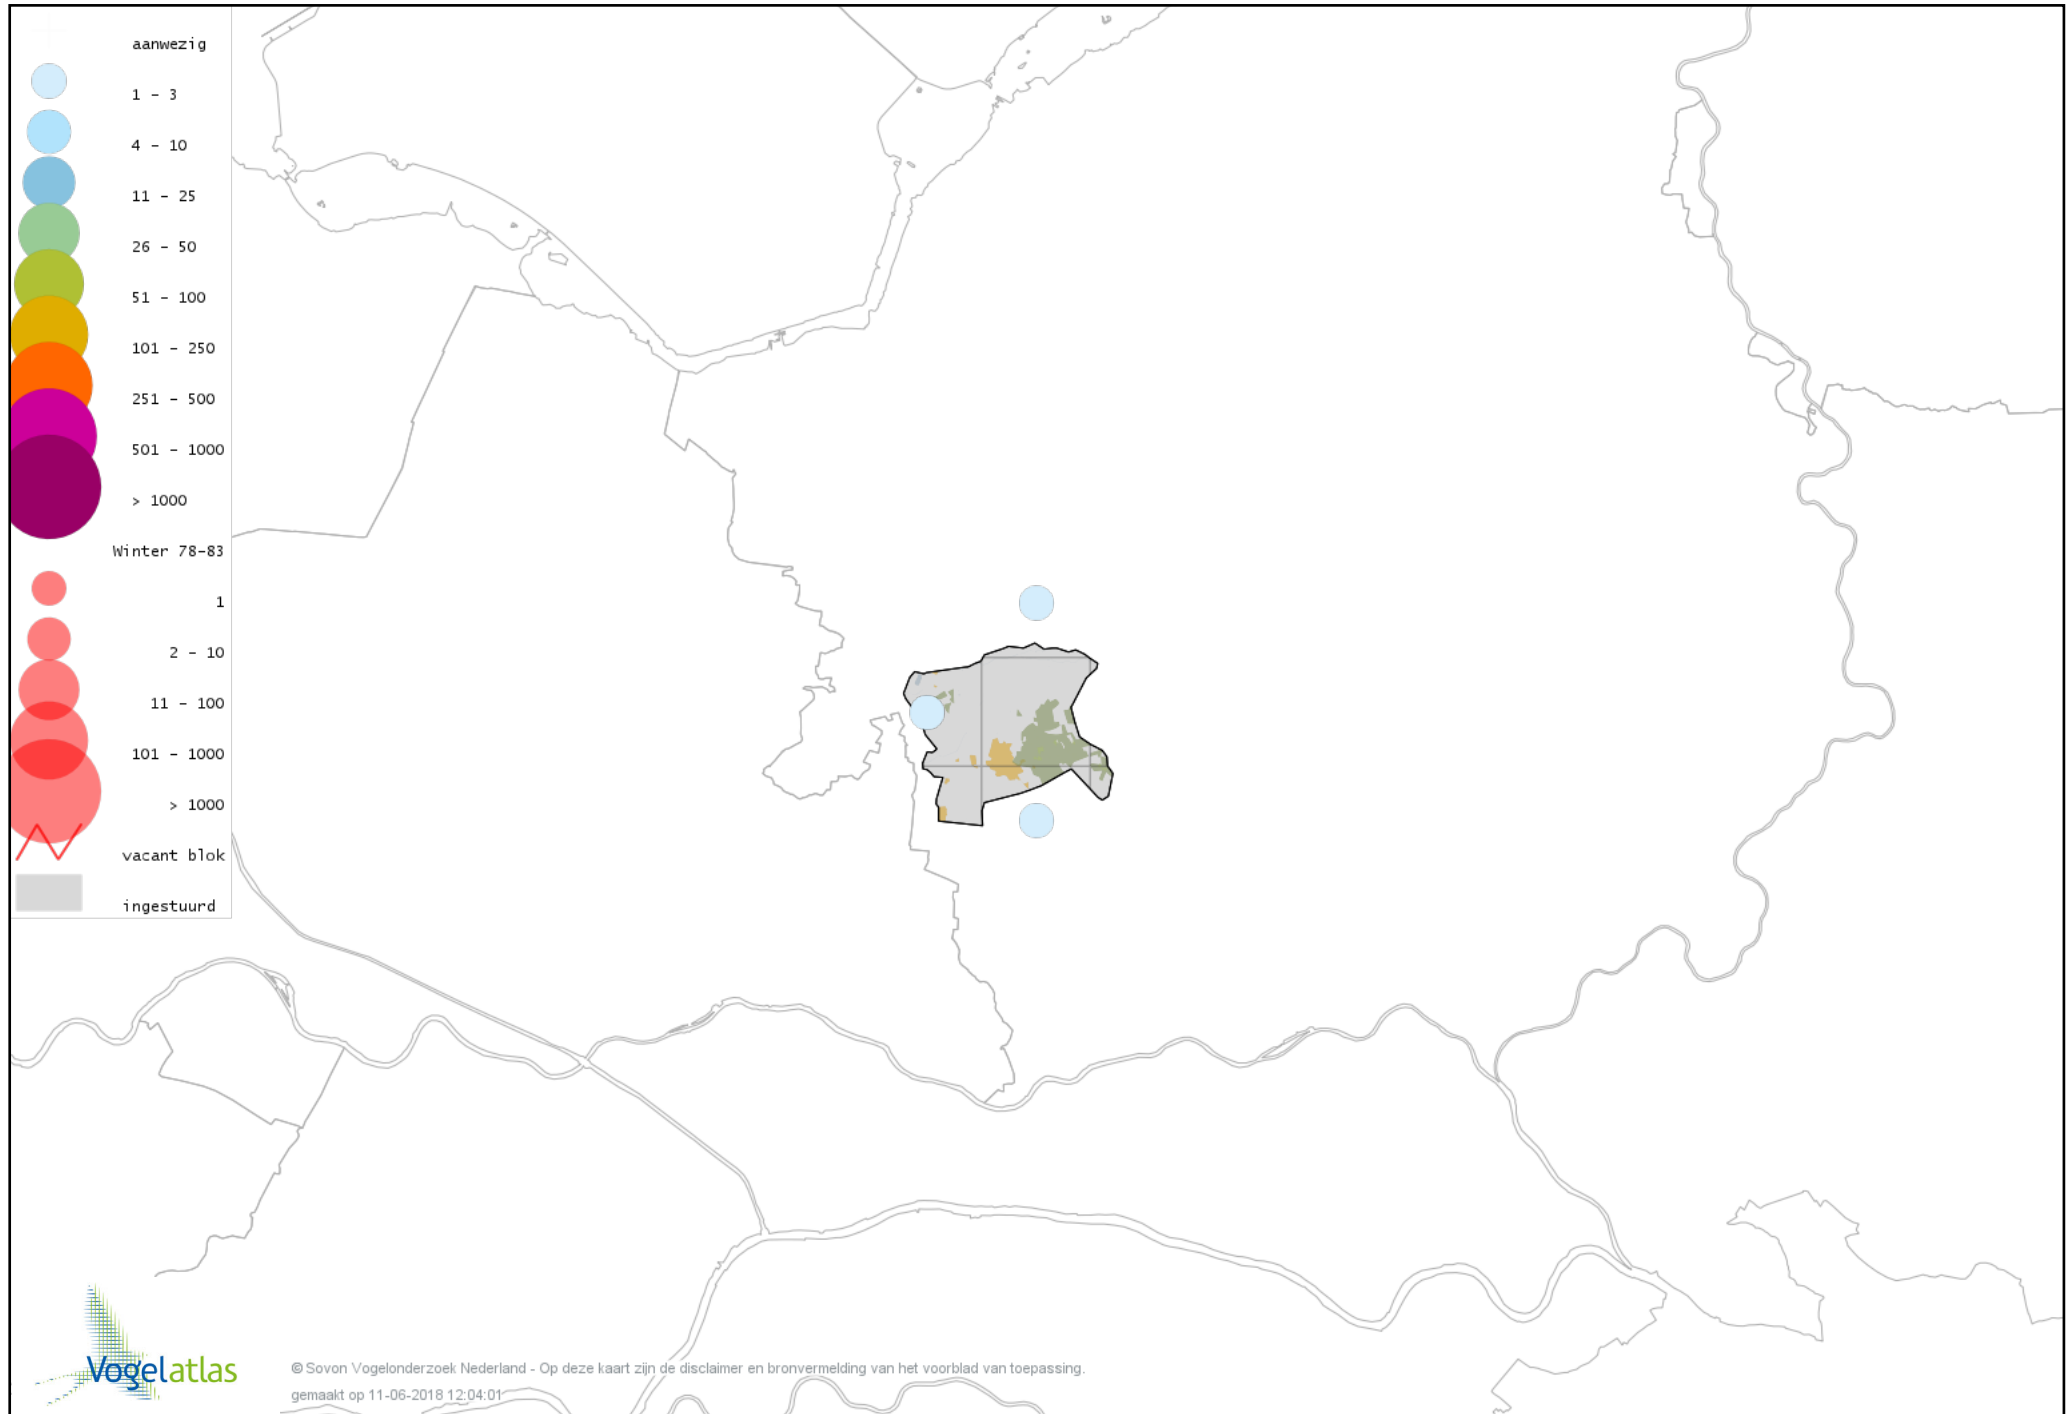 aanwezig
1 - 3
4 - 10
11 - 25
26 - 50
51 - 100
101 - 250
251 - 500
501 - 1000
> 1000
Winter 78-83
1
2 - 10
11 - 100
101 - 1000
> 1000
vacant blok
ingestuurd
Vogelatlas
© Sovon Vogelonderzoek Nederland - Op deze kaart zijn de disclaimer en bronvermelding van het voorblad van toepassing.
gemaakt op 11-06-2018 12:04:01